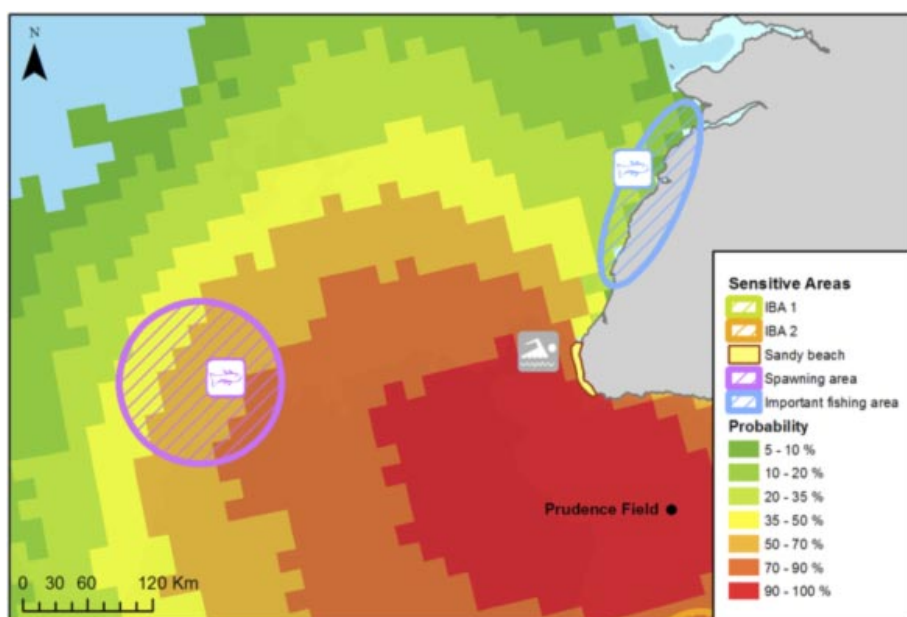 N
Sensitive Areas
IBA 1
IBA 2
Sandy beach
Spawning area
Important fishing area
Probability
5 - 10 %
10 - 20 %
20 - 35 %
35 - 50 %
50 - 70 %
70 - 90 %
90 - 100 %
Prudence Field
0 30 60 120 Km